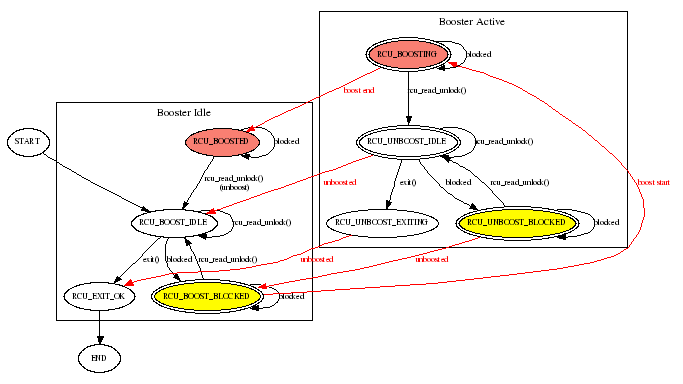 Booster Active
RCU_BOOSTING
blocked
boost end
rcu_read_unlock()
Booster Idle
START
RCU_BOOSTED
blocked
RCU_UNBOOST_IDLE
rcu_read_unlock()
rcu_read_unlock()
(unboost)
unboosted
exit()
blocked
rcu_read_unlock()
boost start
RCU_BOOST_IDLE
rcu_read_unlock()
RCU_UNBOOST_EXITING
RCU_UNBOOST_BLOCKED
blocked
exit()
blocked
rcu_read_unlock()
unboosted
unboosted
RCU_EXIT_OK
RCU_BOOST_BLOCKED
blocked
END